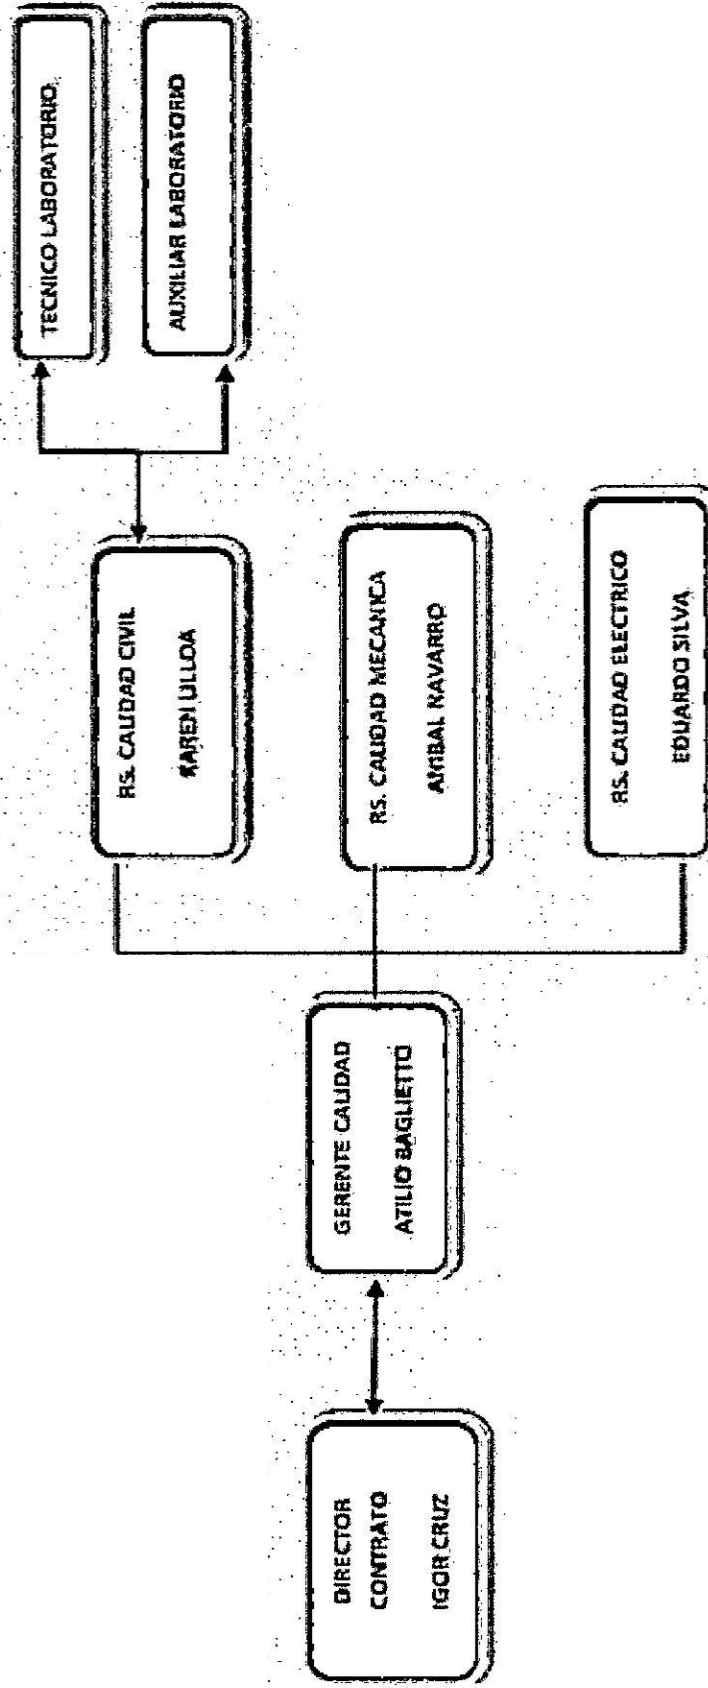 DIRECTOR
CONTRATO
IGOR CRUZ
GERENTE CALIDAD
ATILIO BAGLIETTO
RS. CALIDAD CIVIL
KAREN ULLOA
RS. CALIDAD MECANICA
ANIBAL NAVARRO
RS. CALIDAD ELECTRICO
EDUARDO SILVA
TECNICO LABORATORIO
AUXILIAR LABORATORIO